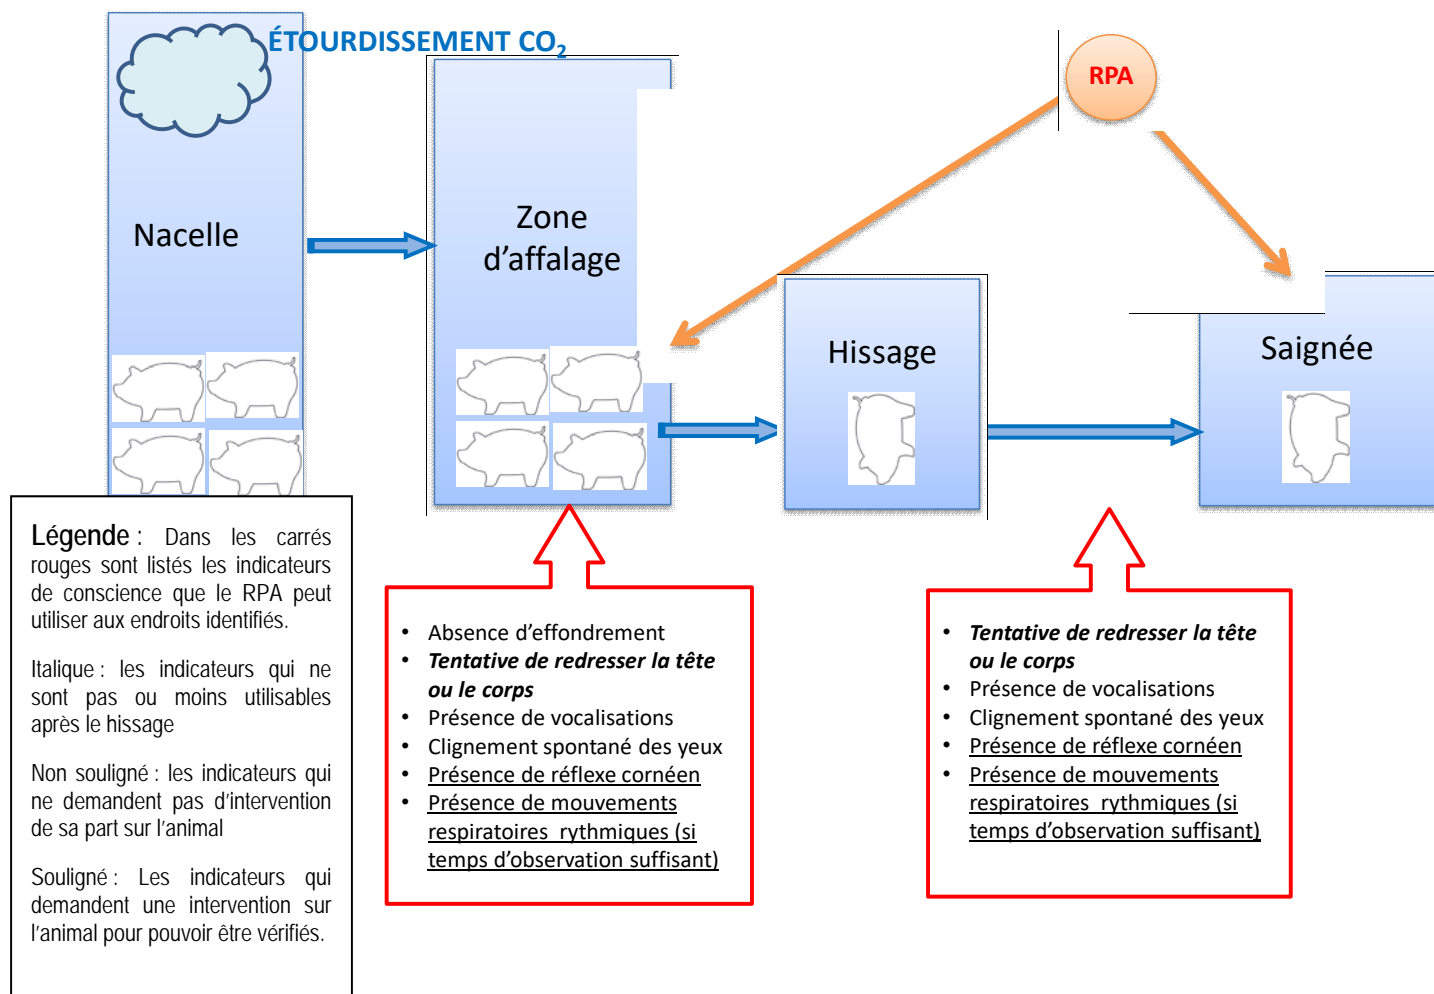 ÉTOURDISSEMENT CO₂
RPA
Nacelle
Zone
d’affalage
Hissage
Saignée
Légende : Dans les carrés
rouges sont listés les indicateurs
de conscience que le RPA peut
utiliser aux endroits identifiés.
Italique : les indicateurs qui ne
sont pas ou moins utilisables
après le hissage
Non souligné : les indicateurs qui
ne demandent pas d’intervention
de sa part sur l’animal
Souligné : Les indicateurs qui
demandent une intervention sur
l’animal pour pouvoir être vérifiés.
• Absence d’effondrement
• Tentative de redresser la tête
ou le corps
• Présence de vocalisations
• Clignement spontané des yeux
• Présence de réflexe cornéen
• Présence de mouvements
respiratoires rythmiques (si
temps d’observation suffisant)
• Tentative de redresser la tête
ou le corps
• Présence de vocalisations
• Clignement spontané des yeux
• Présence de réflexe cornéen
• Présence de mouvements
respiratoires rythmiques (si
temps d’observation suffisant)